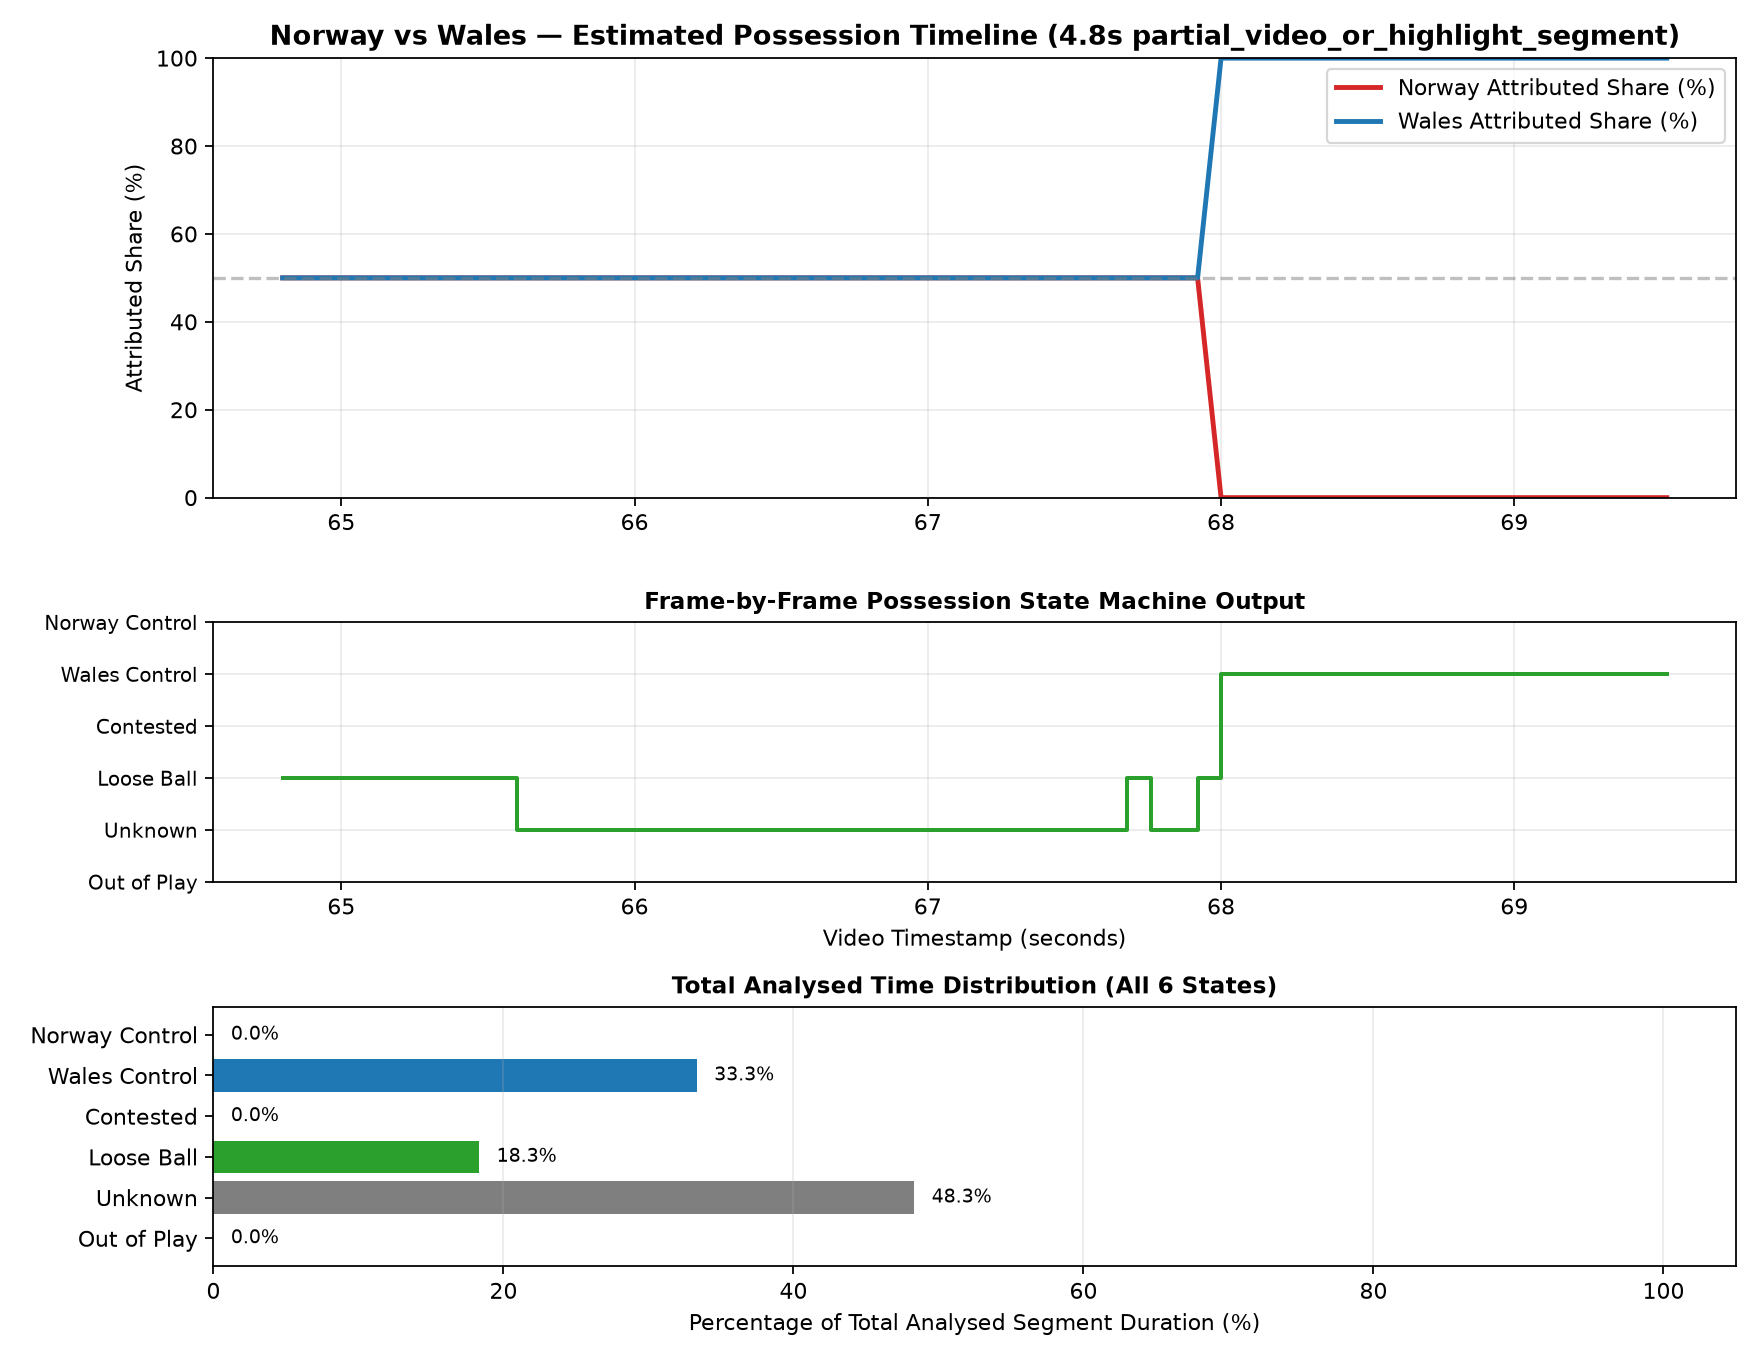 Norway vs Wales — Estimated Possession Timeline (4.8s partial_video_or_highlight_segment)
100
80
60
40
20
0
Attributed Share (%)
Norway Attributed Share (%)
Wales Attributed Share (%)
65 66 67 68 69
Frame-by-Frame Possession State Machine Output
Norway Control
Wales Control
Contested
Loose Ball
Unknown
Out of Play
65 66 67 68 69
Video Timestamp (seconds)
Total Analysed Time Distribution (All 6 States)
Norway Control 0.0%
Wales Control 33.3%
Contested 0.0%
Loose Ball 18.3%
Unknown 48.3%
Out of Play 0.0%
0 20 40 60 80 100
Percentage of Total Analysed Segment Duration (%)